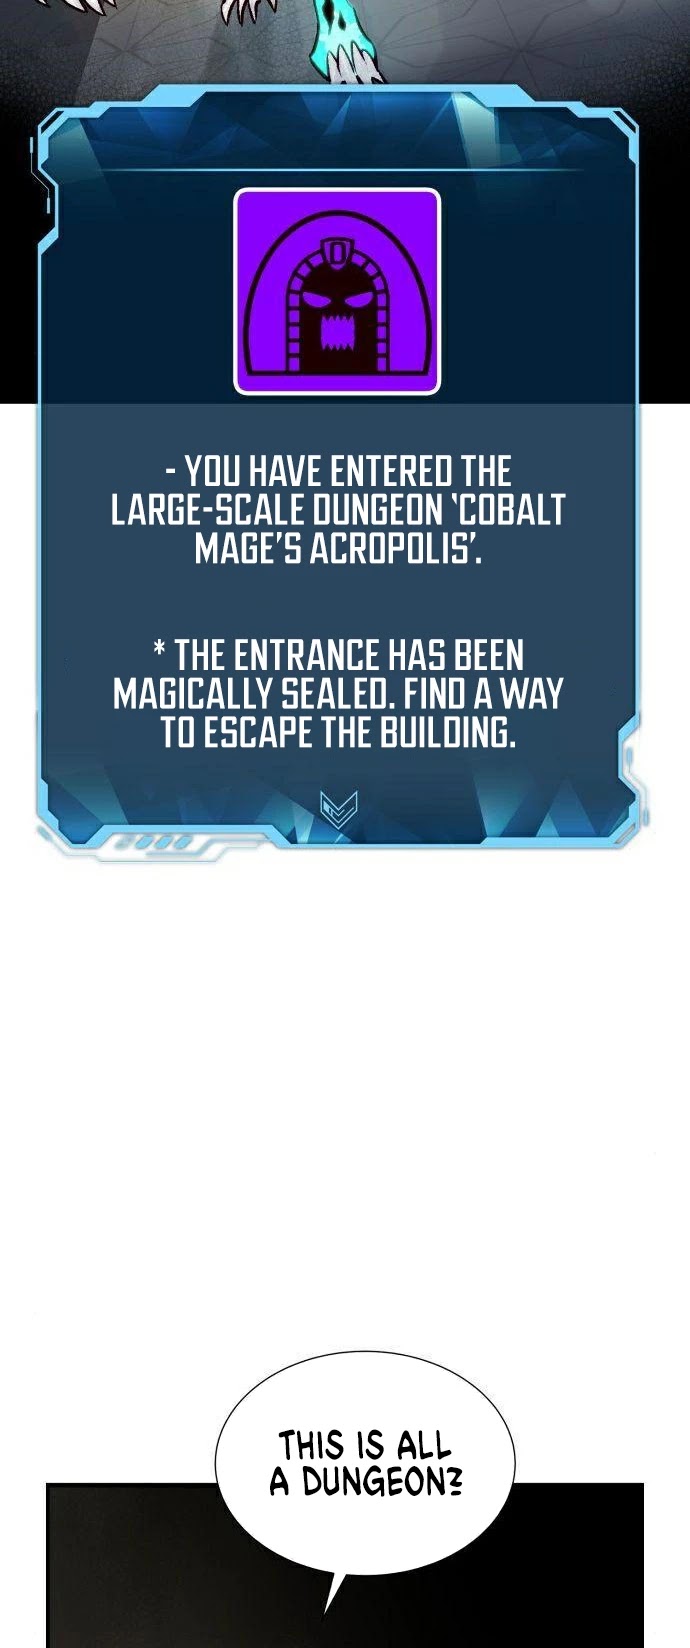 D
- YOU HAVE ENTERED THE
LARGE-SCALE DUNGEON 'COBALT
MAGE'S ACROPOLIS'.
* THE ENTRANCE HAS BEEN
MAGICALLY SEALED. FIND A WAY
TO ESCAPE THE BUILDING.
THIS IS ALL
A DUNGEON?